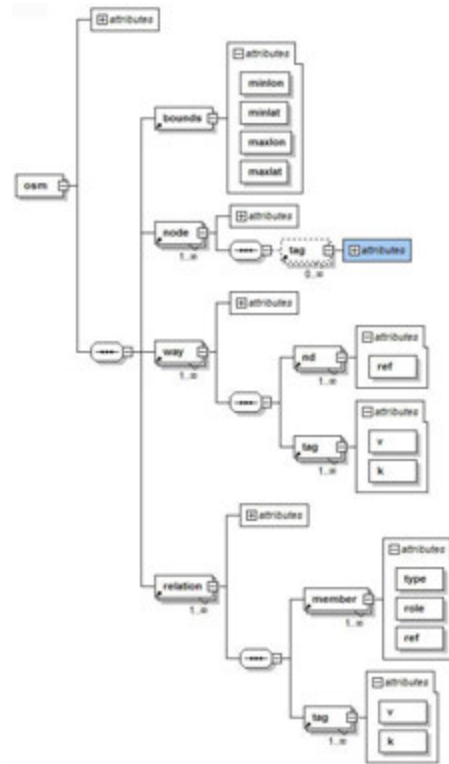 attributes
attributes
minlon
bounds
minlat
maxlon
maxlat
osm
attributes
node
1..∞
tag
attributes
0..∞
attributes
way
1..∞
attributes
nd
ref
1..∞
attributes
tag
v
1..∞
k
attributes
relation
1..∞
attributes
member
type
1..∞
role
ref
attributes
tag
v
1..∞
k